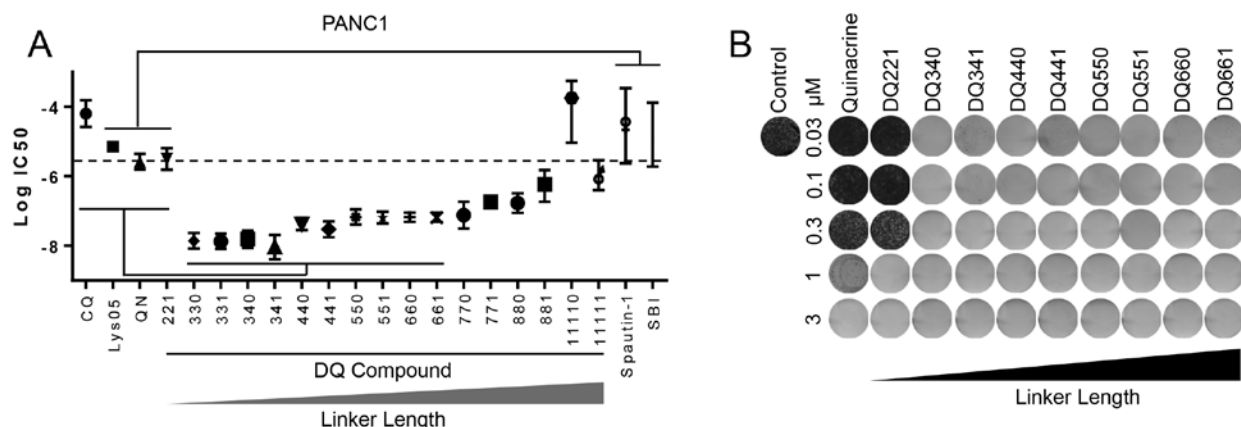 PANC1
A
Log IC50
-4
-6
-8
CQ
Lys05
QN
221
330
331
340
341
440
441
550
551
660
661
770
771
880
881
11110
11111
Spautin-1
SBI
DQ Compound
Linker Length
B
Control
µM
Quinacrine
DQ221
DQ340
DQ341
DQ440
DQ441
DQ550
DQ551
DQ660
DQ661
0.03
0.1
0.3
1
3
Linker Length